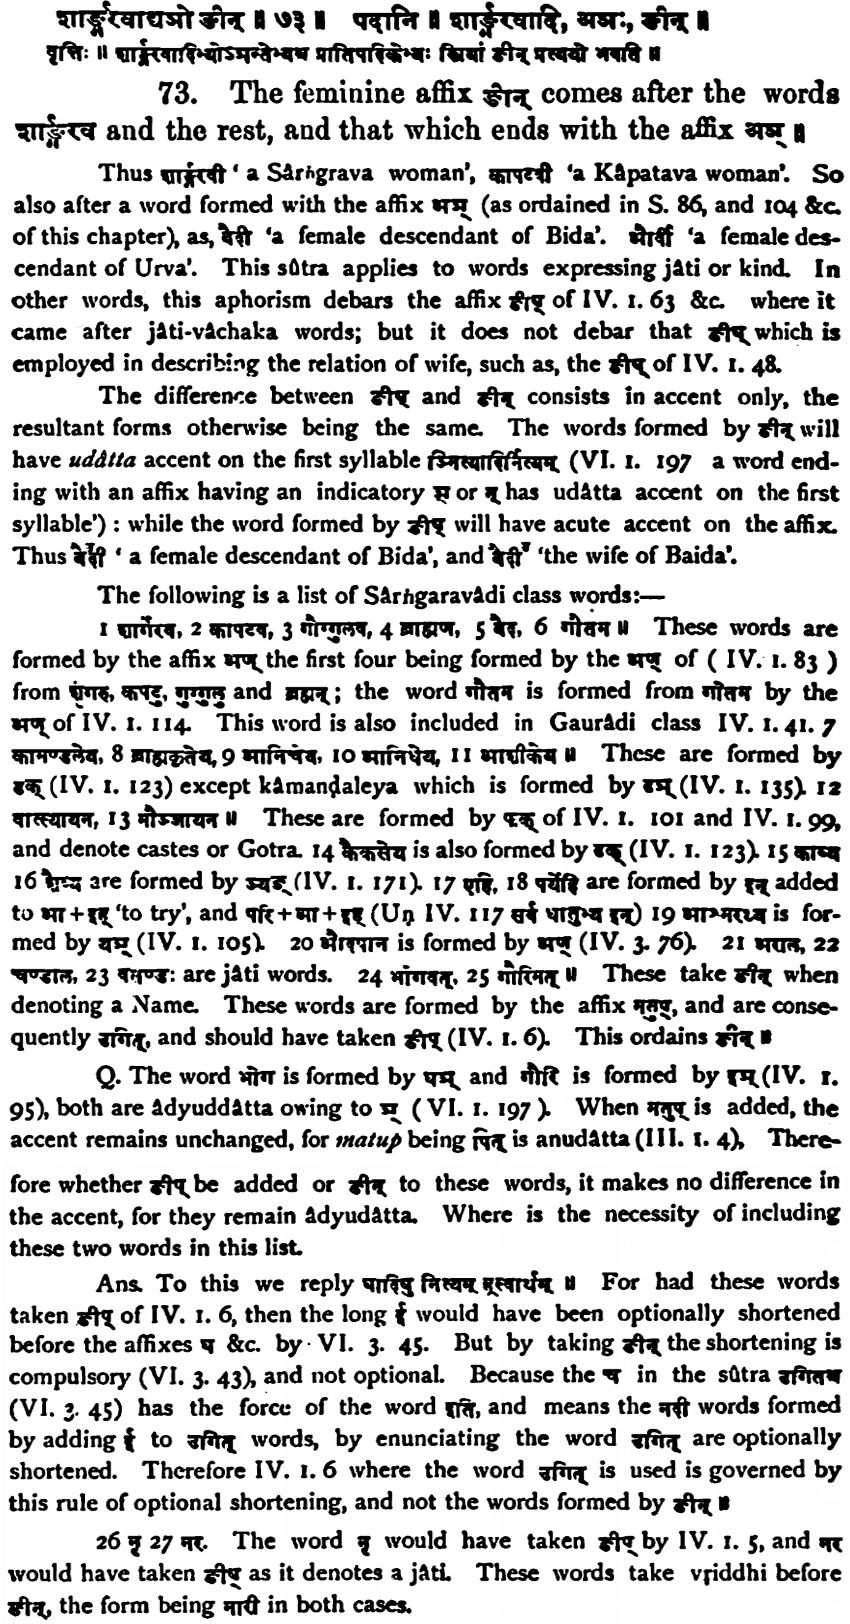 शार्ङ्गरवाद्यञो ङीन् ॥ ७३ ॥ पदानि ॥ शार्ङ्गरवादि, अञः, ङीन् ॥
वृत्तिः ॥ शार्ङ्गरवादिभ्योऽञन्तेभ्यश्च प्रातिपदिकेभ्यः स्त्रियां ङीन् प्रत्ययो भवति ॥
73. The feminine affix ङीन् comes after the words
शार्ङ्गरव and the rest, and that which ends with the affix अञ् ॥
Thus शार्ङ्गरवी 'a Sârṅgrava woman', कापटवी 'a Kâpatava woman'. So
also after a word formed with the affix अञ् (as ordained in S. 86, and 104 &c.
of this chapter), as, बैदी 'a female descendant of Bida'. और्वी 'a female des-
cendant of Urva'. This sûtra applies to words expressing jâti or kind. In
other words, this aphorism debars the affix ङीष् of IV. 1. 63 &c. where it
came after jâti-vâchaka words; but it does not debar that ङीष् which is
employed in describing the relation of wife, such as, the ङीष् of IV. 1. 48.
The difference between ङीष् and ङीन् consists in accent only, the
resultant forms otherwise being the same. The words formed by ङीन् will
have udâtta accent on the first syllable ञ्नित्यादिर्नित्यम् (VI. 1. 197 a word end-
ing with an affix having an indicatory ञ् or न् has udâtta accent on the first
syllable') : while the word formed by ङीष् will have acute accent on the affix.
Thus बैदी 'a female descendant of Bida', and बैदी 'the wife of Baida'.
The following is a list of Sârṅgaravâdi class words:—
1 शार्गेरव, 2 कापटव, 3 गौग्गुलव, 4 ब्राह्मण, 5 बैद, 6 गौतम ॥ These words are
formed by the affix अण् the first four being formed by the अण् of ( IV. 1. 83 )
from शृंगरु, कपटु, गुग्गुलु and ब्रह्मन् ; the word गौतम is formed from गोतम by the
अण् of IV. 1. 114. This word is also included in Gaurâdi class IV. 1. 41. 7
कामण्डलेय, 8 ब्राह्मकृतेय, 9 आनिचेय, 10 आनिधेय, 11 आशोकेय ॥ These are formed by
ढक् (IV. 1. 123) except kâmaṇḍaleya which is formed by ढञ् (IV. 1. 135). 12
वात्स्यायन, 13 मौञ्जायन ॥ These are formed by फक् of IV. 1. 101 and IV. 1. 99,
and denote castes or Gotra. 14 कैकसेय is also formed by ढक् (IV. 1. 123). 15 काव्य
16 शैव्य are formed by ञ्यङ् (IV. 1. 171). 17 एहि, 18 पर्येहि are formed by इन् added
to आ+इह् 'to try', and परि+आ+इह् (Uṇ IV. 117 सर्व धातुभ्य इन्) 19 आश्मरथ्य is for-
med by यञ् (IV. 1. 105). 20 औदपान is formed by अण् (IV. 3. 76). 21 अराल, 22
चण्डाल, 23 वतण्डः are jâti words. 24 भोगवत्, 25 गौरिमत् ॥ These take ङीन् when
denoting a Name. These words are formed by the affix मतुप्, and are conse-
quently उगित्, and should have taken ङीप् (IV. 1. 6). This ordains ङीन् ॥
Q. The word भोग is formed by घञ् and गौरि is formed by इञ् (IV. 1.
95), both are âdyuddâtta owing to ञ् ( VI. 1. 197 ). When मतुप् is added, the
accent remains unchanged, for matup being पित् is anudâtta (III. 1. 4), There-
fore whether ङीप् be added or ङीन् to these words, it makes no difference in
the accent, for they remain âdyudâtta. Where is the necessity of including
these two words in this list.
Ans. To this we reply घादिषु नित्यम् ह्रस्वार्थम् ॥ For had these words
taken ङीप् of IV. 1. 6, then the long ई would have been optionally shortened
before the affixes घ &c. by VI. 3. 45. But by taking ङीन् the shortening is
compulsory (VI. 3. 43), and not optional. Because the च in the sûtra उगितश्च
(VI. 3. 45) has the force of the word इति, and means the नदी words formed
by adding ई to उगित् words, by enunciating the word उगित् are optionally
shortened. Therefore IV. 1. 6 where the word उगित् is used is governed by
this rule of optional shortening, and not the words formed by ङीन् ॥
26 नृ 27 नर. The word नृ would have taken ङीप् by IV. 1. 5, and नर
would have taken ङीष् as it denotes a jâti. These words take vṛiddhi before
ङीन्, the form being नारी in both cases.